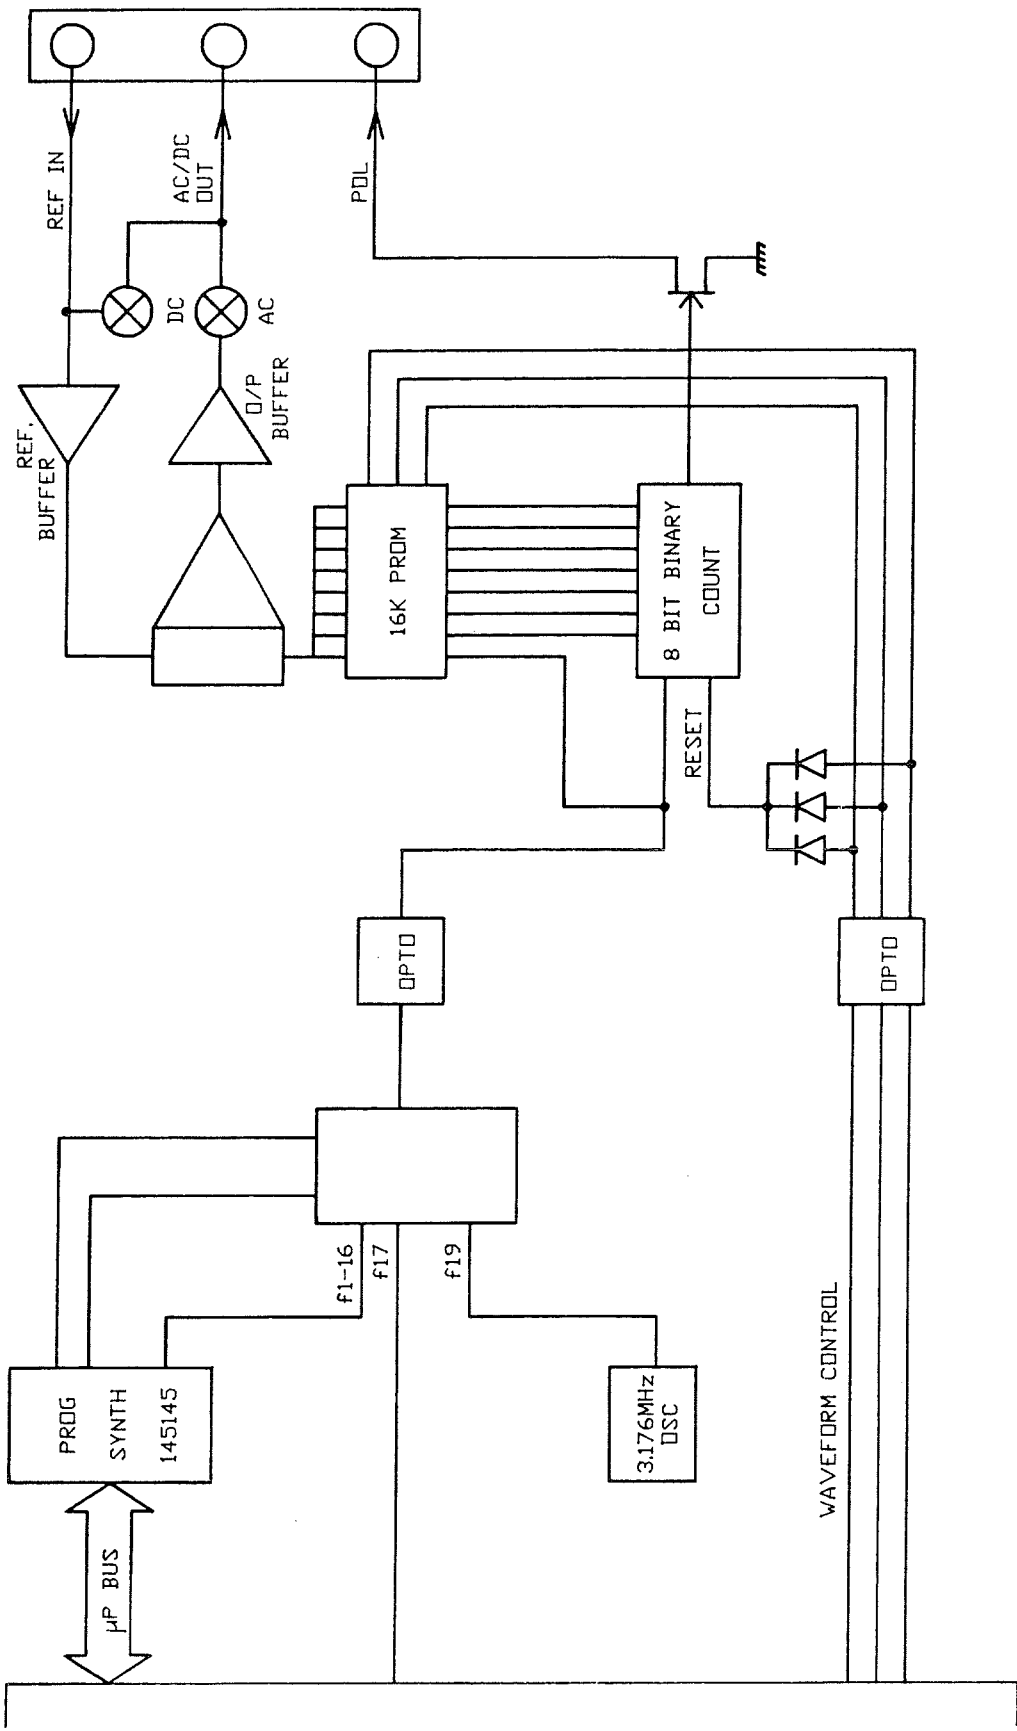 REF IN
AC/DC
OUT
POL
DC
AC
REF.
BUFFER
O/P
BUFFER
16K PROM
8 BIT BINARY
COUNT
RESET
OPTO
OPTO
f1-16
f17
f19
PROG
SYNTH
145145
3.176MHz
OSC
WAVEFORM CONTROL
µP BUS